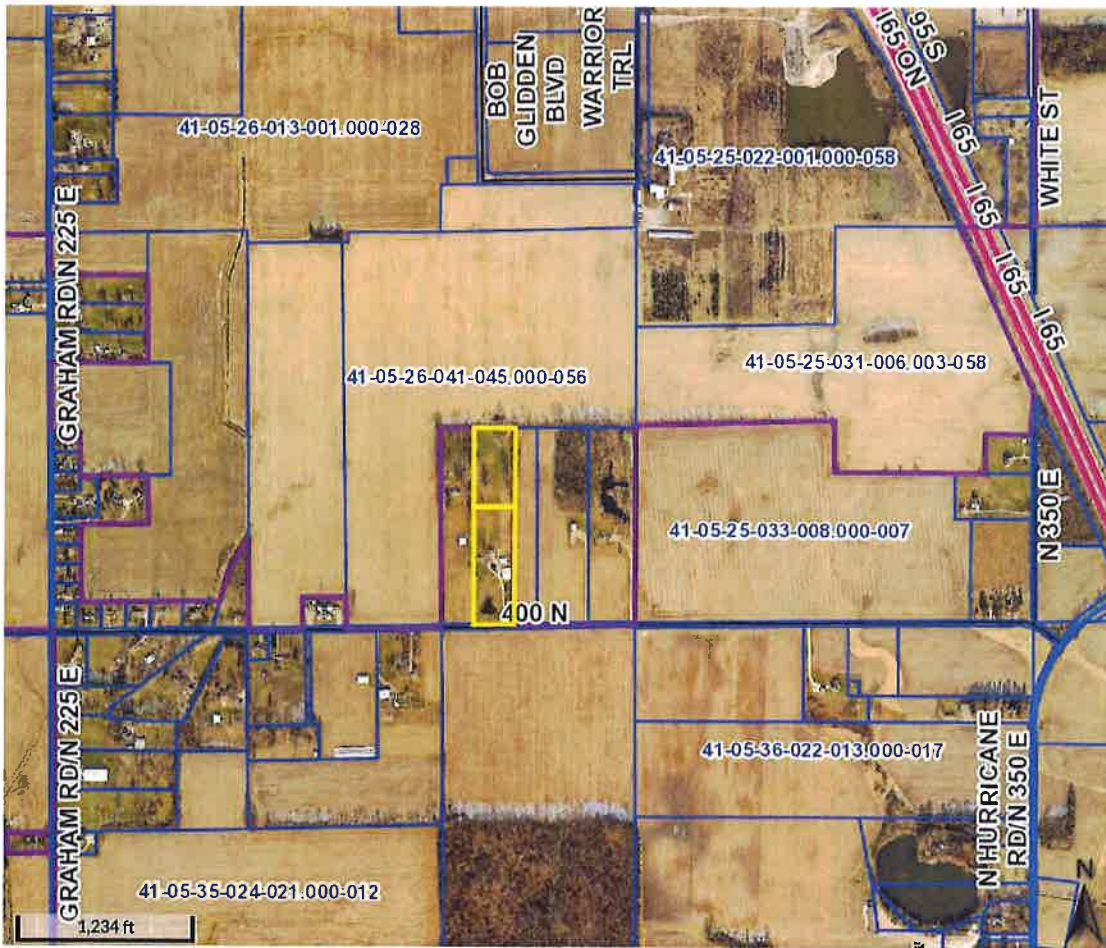 BOB
GLIDDEN
BLVD
WARRIOR
TRL
95 S
I65 ON
I 65
I 65
I 65
I 65
WHITE ST
41-05-26-013-001.000-028
41-05-25-022-001.000-058
GRAHAM RD/N 225 E
41-05-26-041-045.000-056
41-05-25-031-006.003-058
41-05-25-033-008.000-007
N 350 E
400 N
GRAHAM RD/N 225 E
41-05-36-022-013.000-017
N HURRICANE
RD/N 350 E
41-05-35-024-021.000-012
1,234 ft
N